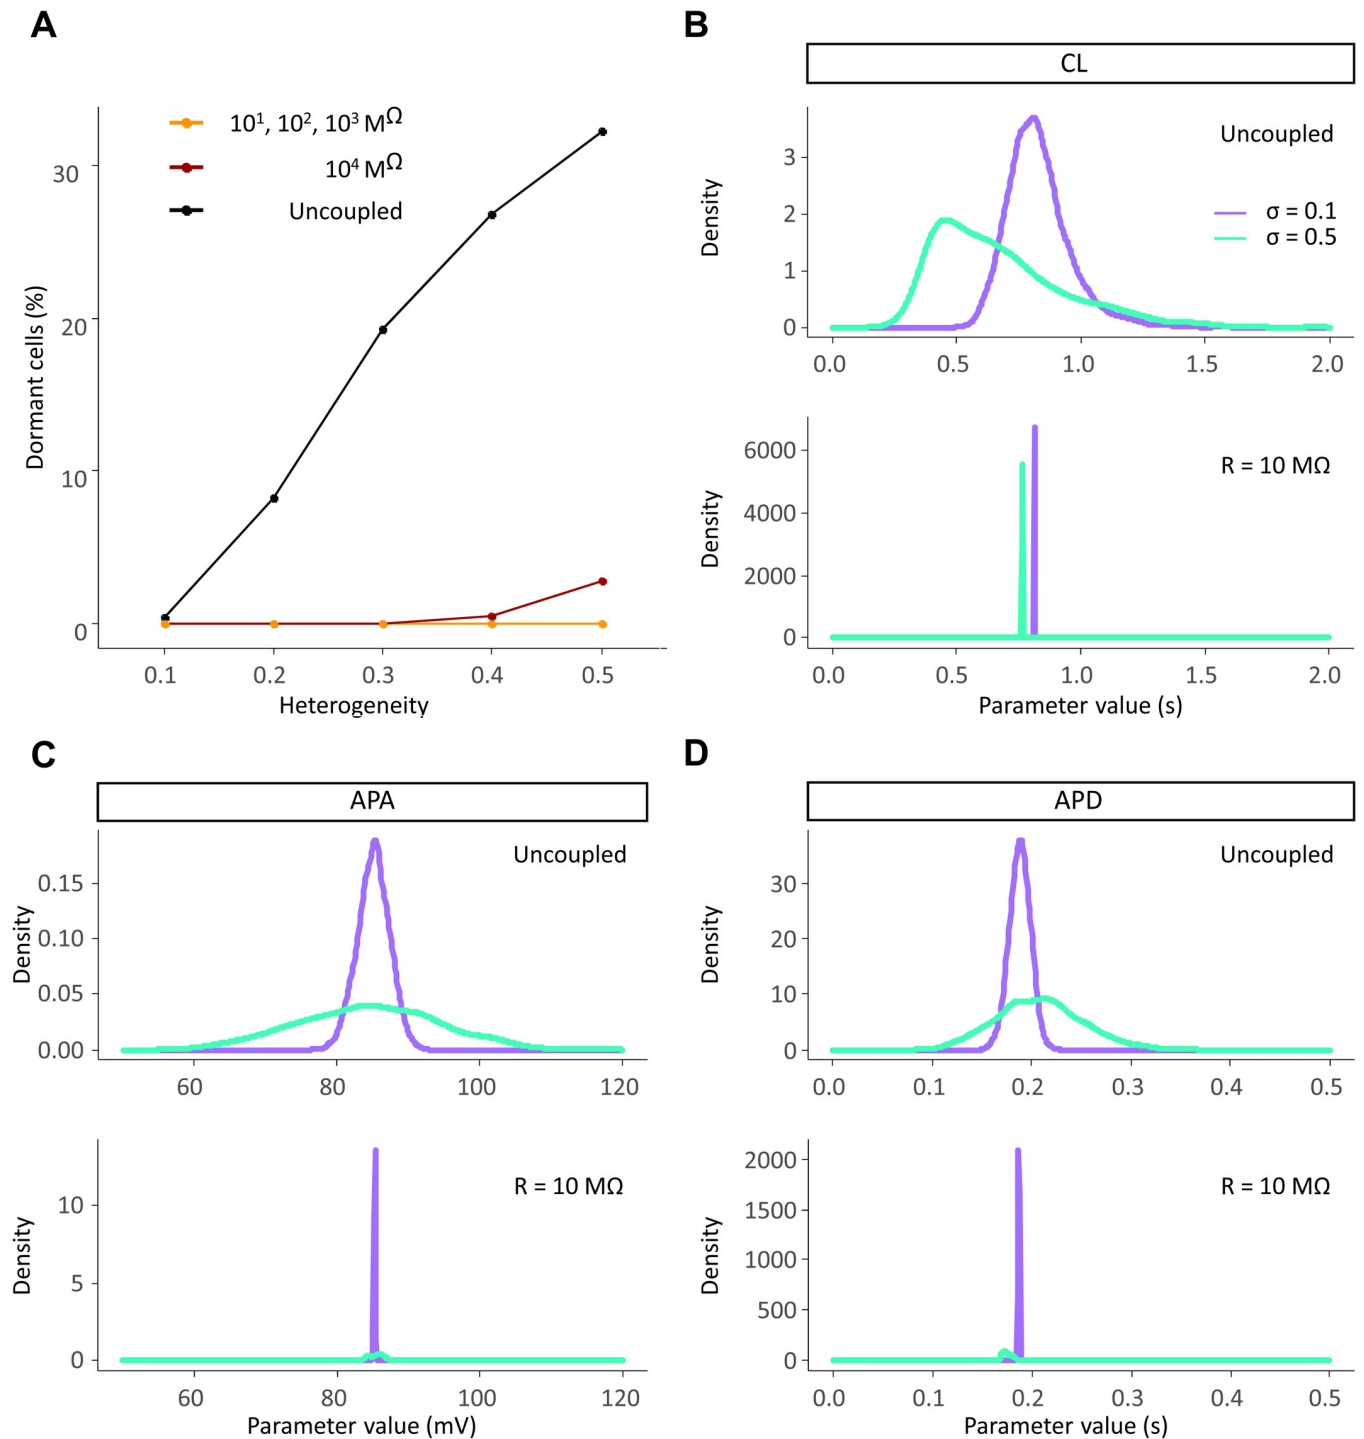 A
10¹, 10², 10³ MΩ
10⁴ MΩ
Uncoupled
Dormant cells (%)
30
20
10
0
0.1 0.2 0.3 0.4 0.5
Heterogeneity
B
CL
Uncoupled
σ = 0.1
σ = 0.5
Density
3
2
1
0
0.0 0.5 1.0 1.5 2.0
R = 10 MΩ
Density
6000
4000
2000
0
0.0 0.5 1.0 1.5 2.0
Parameter value (s)
C
APA
Uncoupled
Density
0.15
0.10
0.05
0.00
60 80 100 120
R = 10 MΩ
Density
10
5
0
60 80 100 120
Parameter value (mV)
D
APD
Uncoupled
Density
30
20
10
0
0.0 0.1 0.2 0.3 0.4 0.5
R = 10 MΩ
Density
2000
1500
1000
500
0
0.0 0.1 0.2 0.3 0.4 0.5
Parameter value (s)